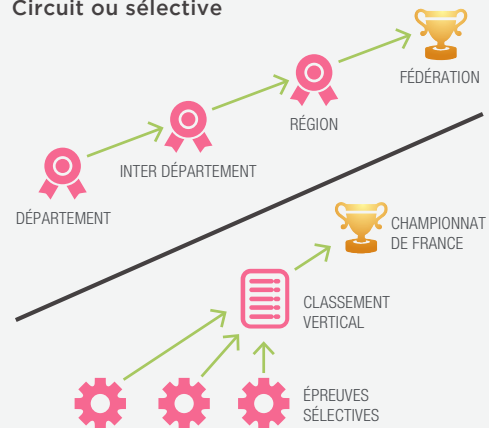 Circuit ou sélective
FÉDÉRATION
RÉGION
INTER DÉPARTEMENT
DÉPARTEMENT
CHAMPIONNAT
DE FRANCE
CLASSEMENT
VERTICAL
ÉPREUVES
SÉLECTIVES